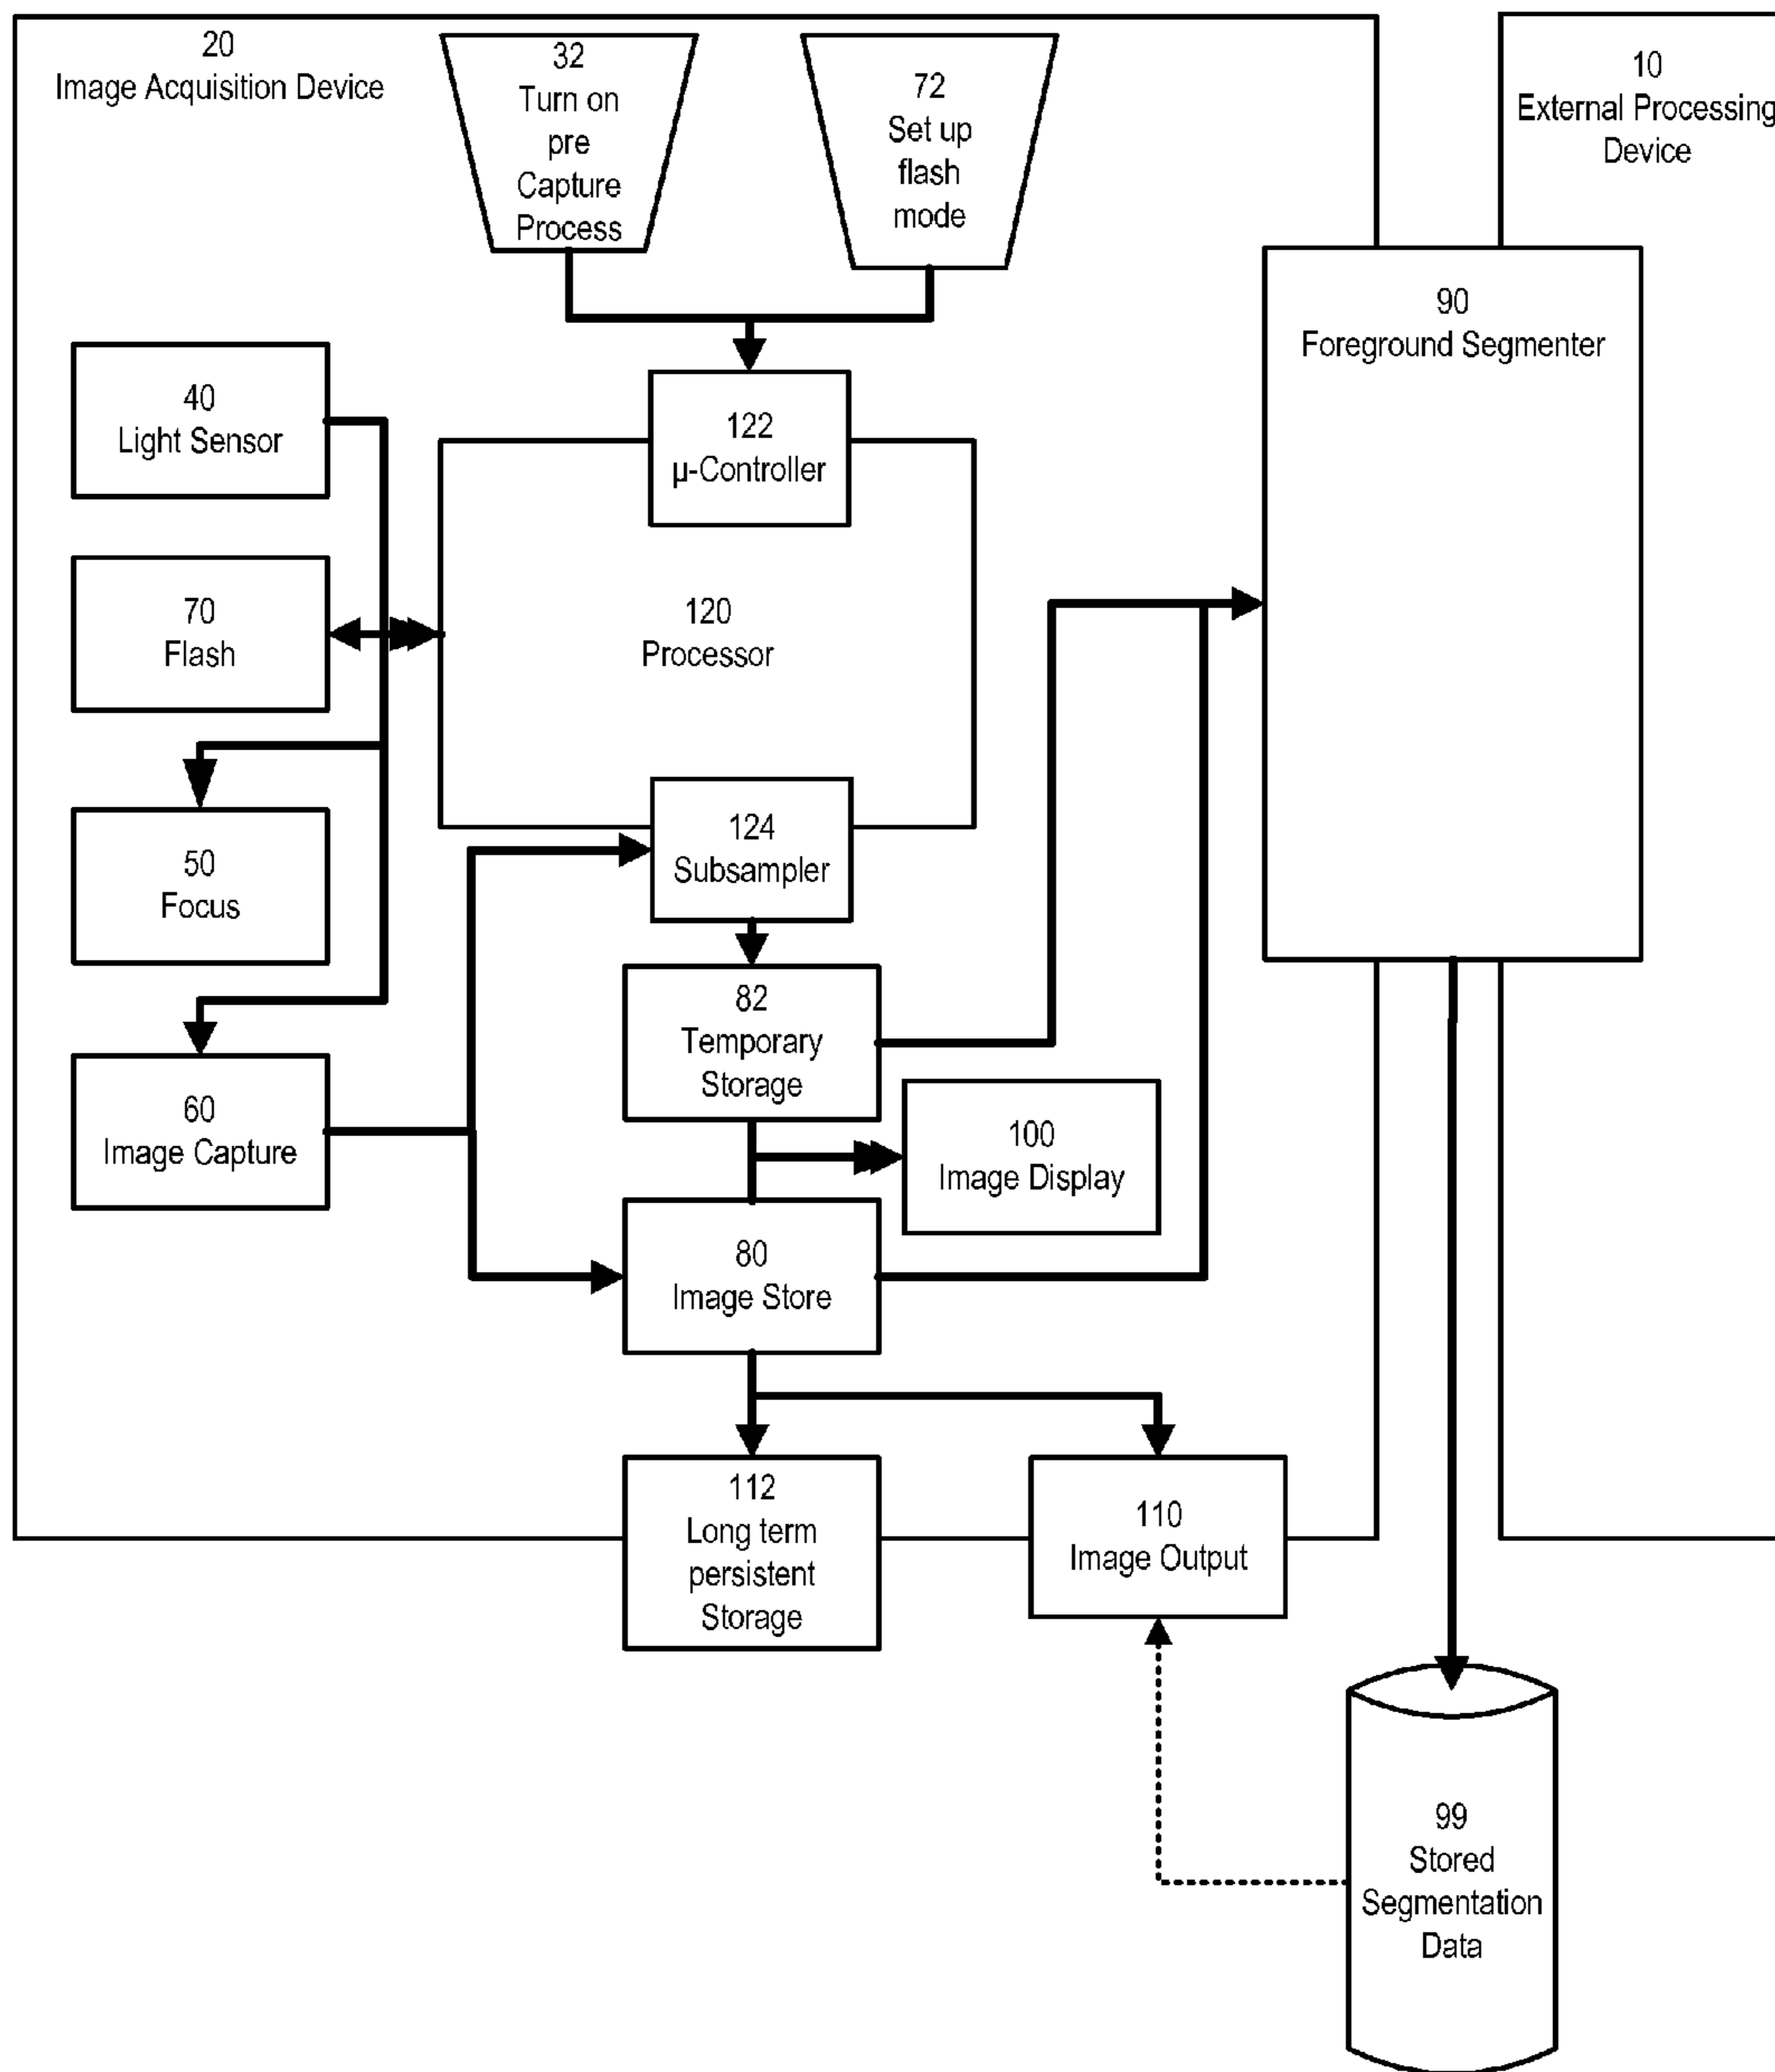 20
Image Acquisition Device
32
Turn on
pre
Capture
Process
72
Set up
flash
mode
10
External Processing
Device
90
Foreground Segmenter
40
Light Sensor
122
µ-Controller
70
Flash
120
Processor
50
Focus
124
Subsampler
82
Temporary
Storage
60
Image Capture
100
Image Display
80
Image Store
112
Long term
persistent
Storage
110
Image Output
99
Stored
Segmentation
Data